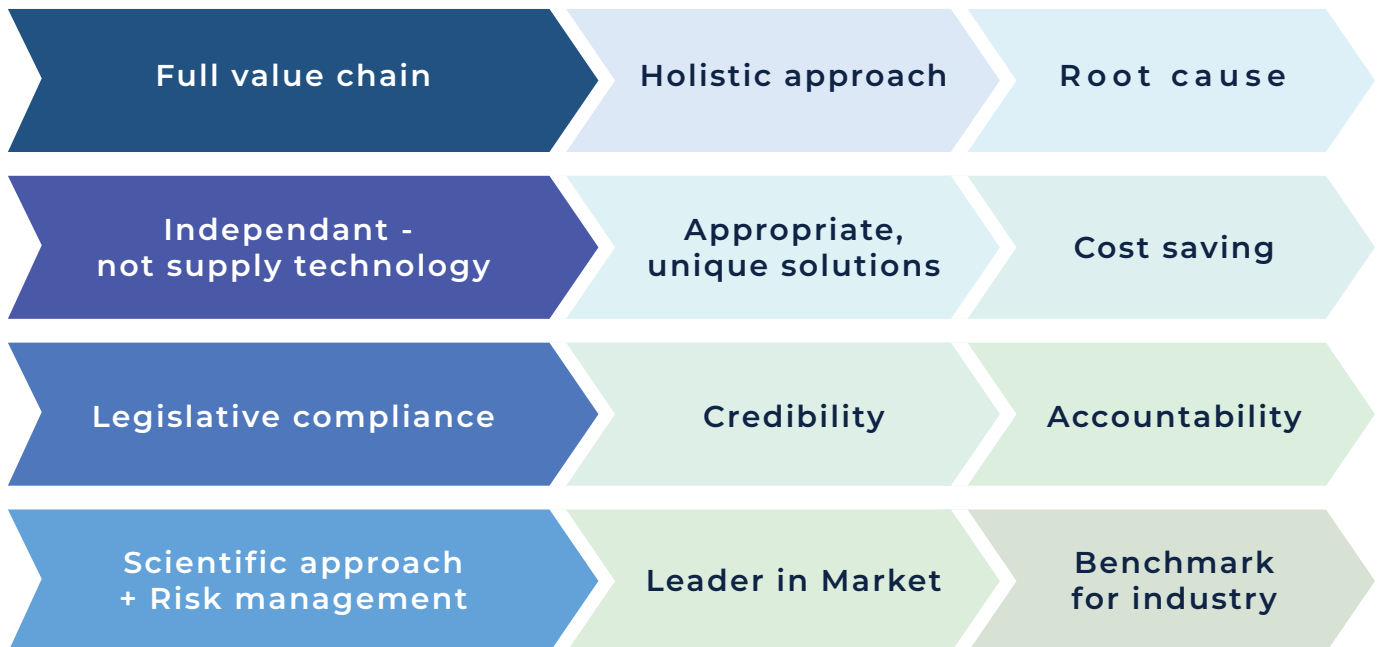 Full value chain
Holistic approach
Root cause
Independant -
not supply technology
Appropriate,
unique solutions
Cost saving
Legislative compliance
Credibility
Accountability
Scientific approach
+ Risk management
Leader in Market
Benchmark
for industry